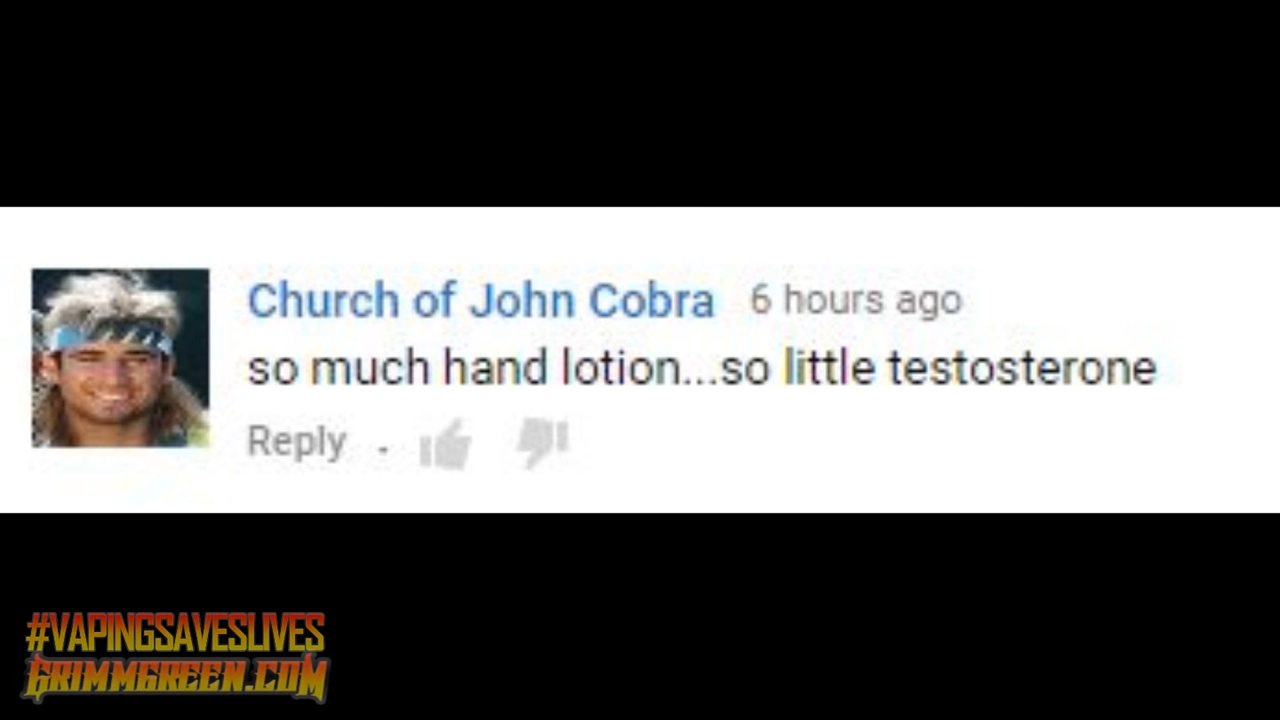 Church of John Cobra 6 hours ago
so much hand lotion...so little testosterone
Reply .
#VAPINGSAVESLIVES
GRIMMGREEN.COM